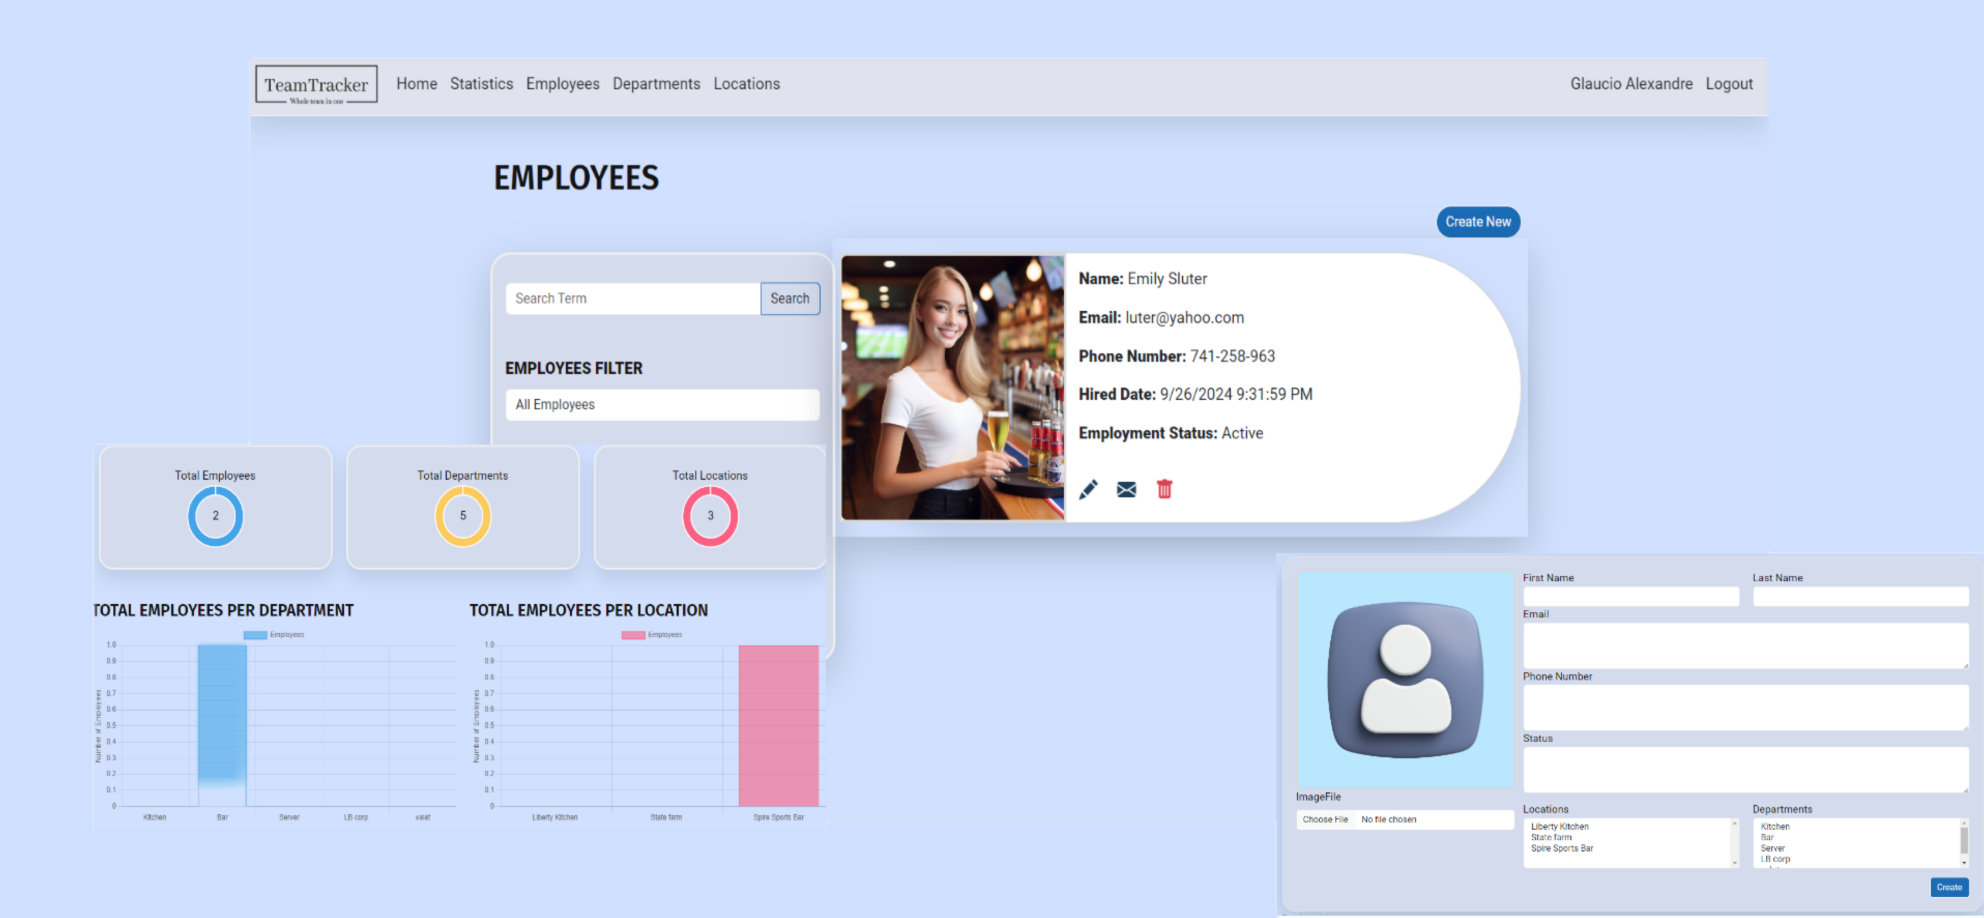 TeamTracker
Whole team in one
Home Statistics Employees Departments Locations
Glaucio Alexandre Logout
EMPLOYEES
Create New
Search Term
Search
EMPLOYEES FILTER
All Employees
Name: Emily Sluter
Email: luter@yahoo.com
Phone Number: 741-258-963
Hired Date: 9/26/2024 9:31:59 PM
Employment Status: Active
Total Employees
2
Total Departments
5
Total Locations
3
TOTAL EMPLOYEES PER DEPARTMENT
Employees
Number of Employees
1.0
0.9
0.8
0.7
0.6
0.5
0.4
0.3
0.2
0.1
0
Kitchen Bar Server LB corp valet
TOTAL EMPLOYEES PER LOCATION
Employees
Number of Employees
1.0
0.9
0.8
0.7
0.6
0.5
0.4
0.3
0.2
0.1
0
Liberty Kitchen State farm Spire Sports Bar
ImageFile
Choose File No file chosen
First Name
Last Name
Email
Phone Number
Status
Locations
Liberty Kitchen
State farm
Spire Sports Bar
Departments
Kitchen
Bar
Server
LB corp
Create